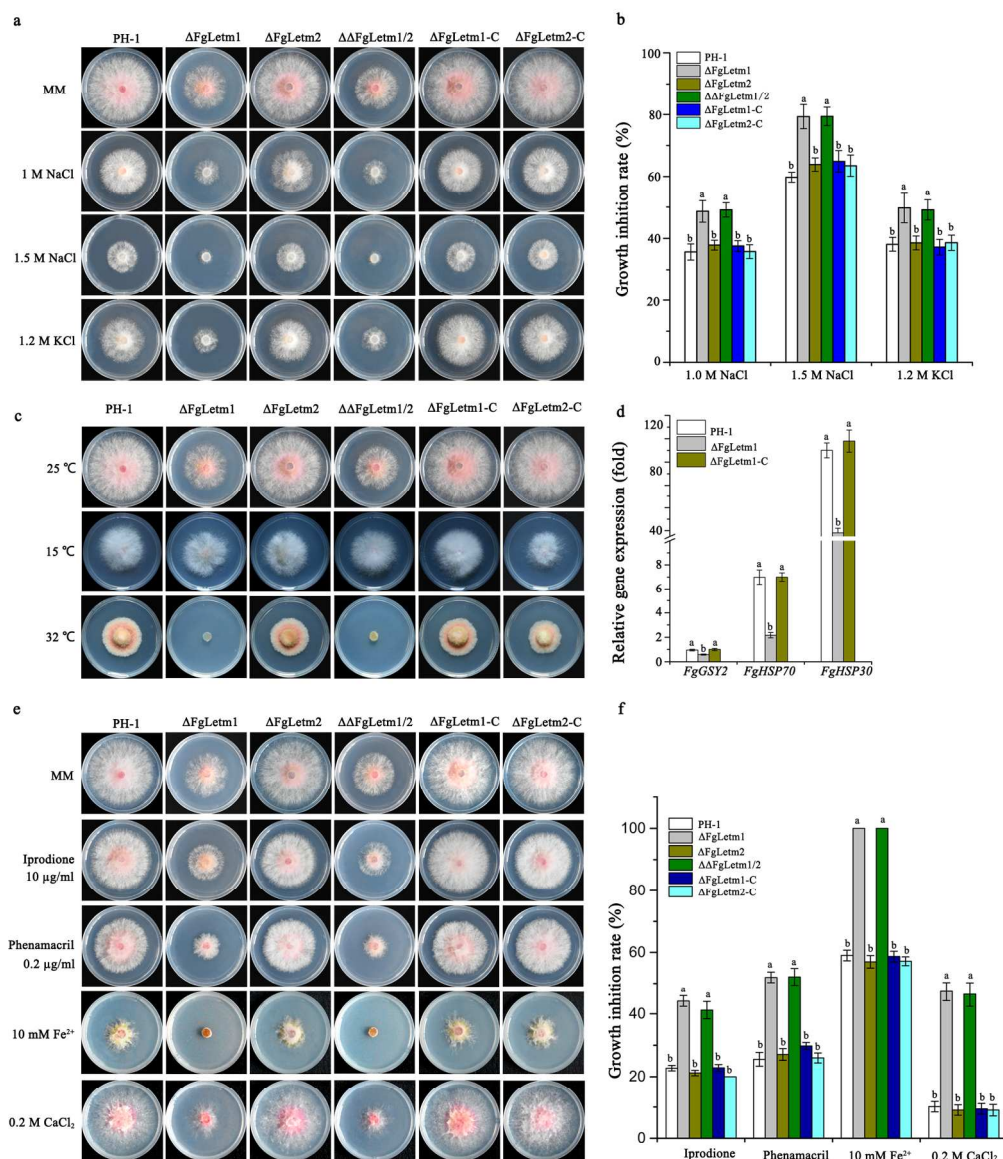 a
PH-1 ΔFgLetm1 ΔFgLetm2 ΔΔFgLetm1/2 ΔFgLetm1-C ΔFgLetm2-C
MM
1 M NaCl
1.5 M NaCl
1.2 M KCl
b
Growth inhition rate (%)
100
80
60
40
20
0
PH-1
ΔFgLetm1
ΔFgLetm2
ΔΔFgLetm1/2
ΔFgLetm1-C
ΔFgLetm2-C
b a b a b b
b a b a b b
b a b a b b
1.0 M NaCl 1.5 M NaCl 1.2 M KCl
c
PH-1 ΔFgLetm1 ΔFgLetm2 ΔΔFgLetm1/2 ΔFgLetm1-C ΔFgLetm2-C
25 ℃
15 ℃
32 ℃
d
Relative gene expression (fold)
120
100
80
60
40
8
6
4
2
1
0
PH-1
ΔFgLetm1
ΔFgLetm1-C
a b a
a b a
a b a
FgGSY2 FgHSP70 FgHSP30
e
PH-1 ΔFgLetm1 ΔFgLetm2 ΔΔFgLetm1/2 ΔFgLetm1-C ΔFgLetm2-C
MM
Iprodione
10 µg/ml
Phenamacril
0.2 µg/ml
10 mM Fe²⁺
0.2 M CaCl₂
f
Growth inhition rate (%)
100
80
60
40
20
0
PH-1
ΔFgLetm1
ΔFgLetm2
ΔΔFgLetm1/2
ΔFgLetm1-C
ΔFgLetm2-C
b a b a b b
b a b a b b
b a b a b b
b a b a b b
Iprodione Phenamacril 10 mM Fe²⁺ 0.2 M CaCl₂